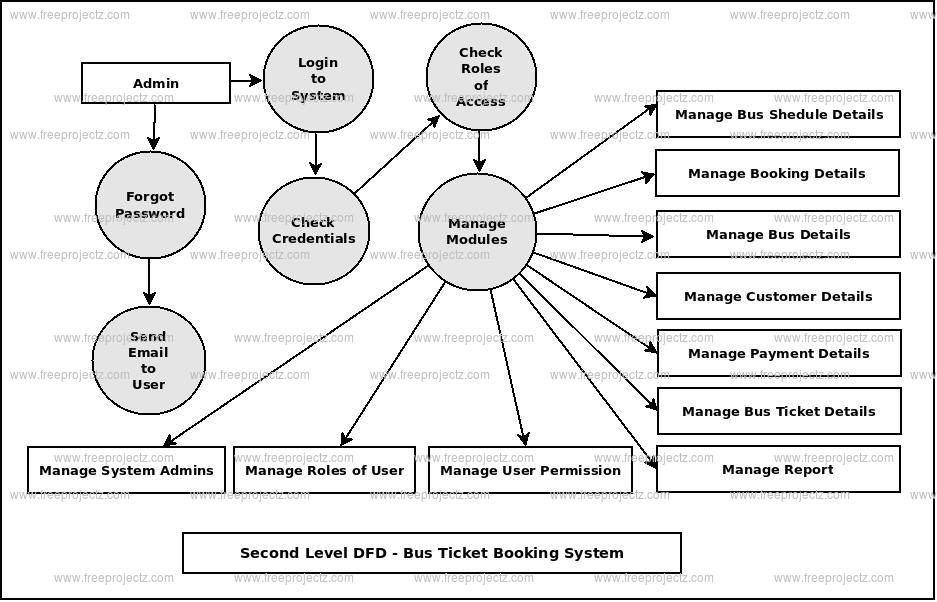 Admin
Login
to
System
Check
Roles
of
Access
Forgot
Password
Check
Credentials
Manage
Modules
Send
Email
to
User
Manage Bus Shedule Details
Manage Booking Details
Manage Bus Details
Manage Customer Details
Manage Payment Details
Manage Bus Ticket Details
Manage Report
Manage System Admins
Manage Roles of User
Manage User Permission
Second Level DFD - Bus Ticket Booking System
www.freeprojectz.com